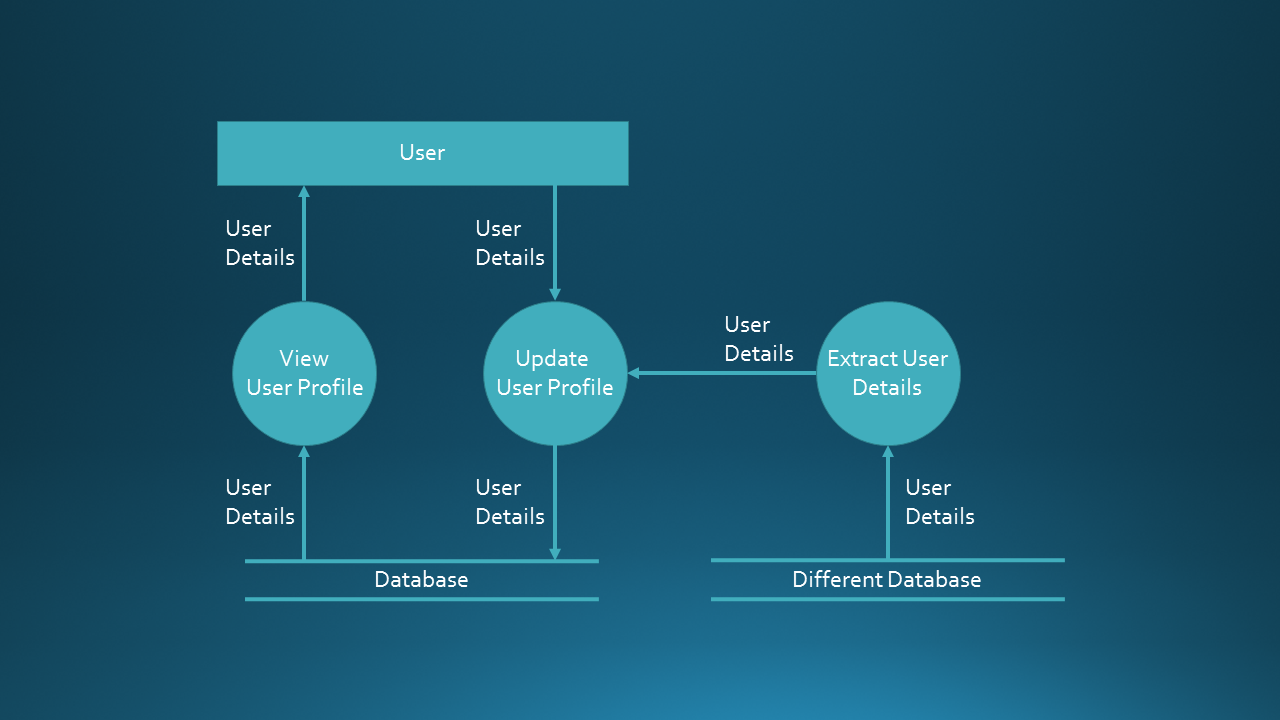 User
User
Details
User
Details
User
Details
View
User Profile
Update
User Profile
Extract User
Details
User
Details
User
Details
User
Details
Database
Different Database